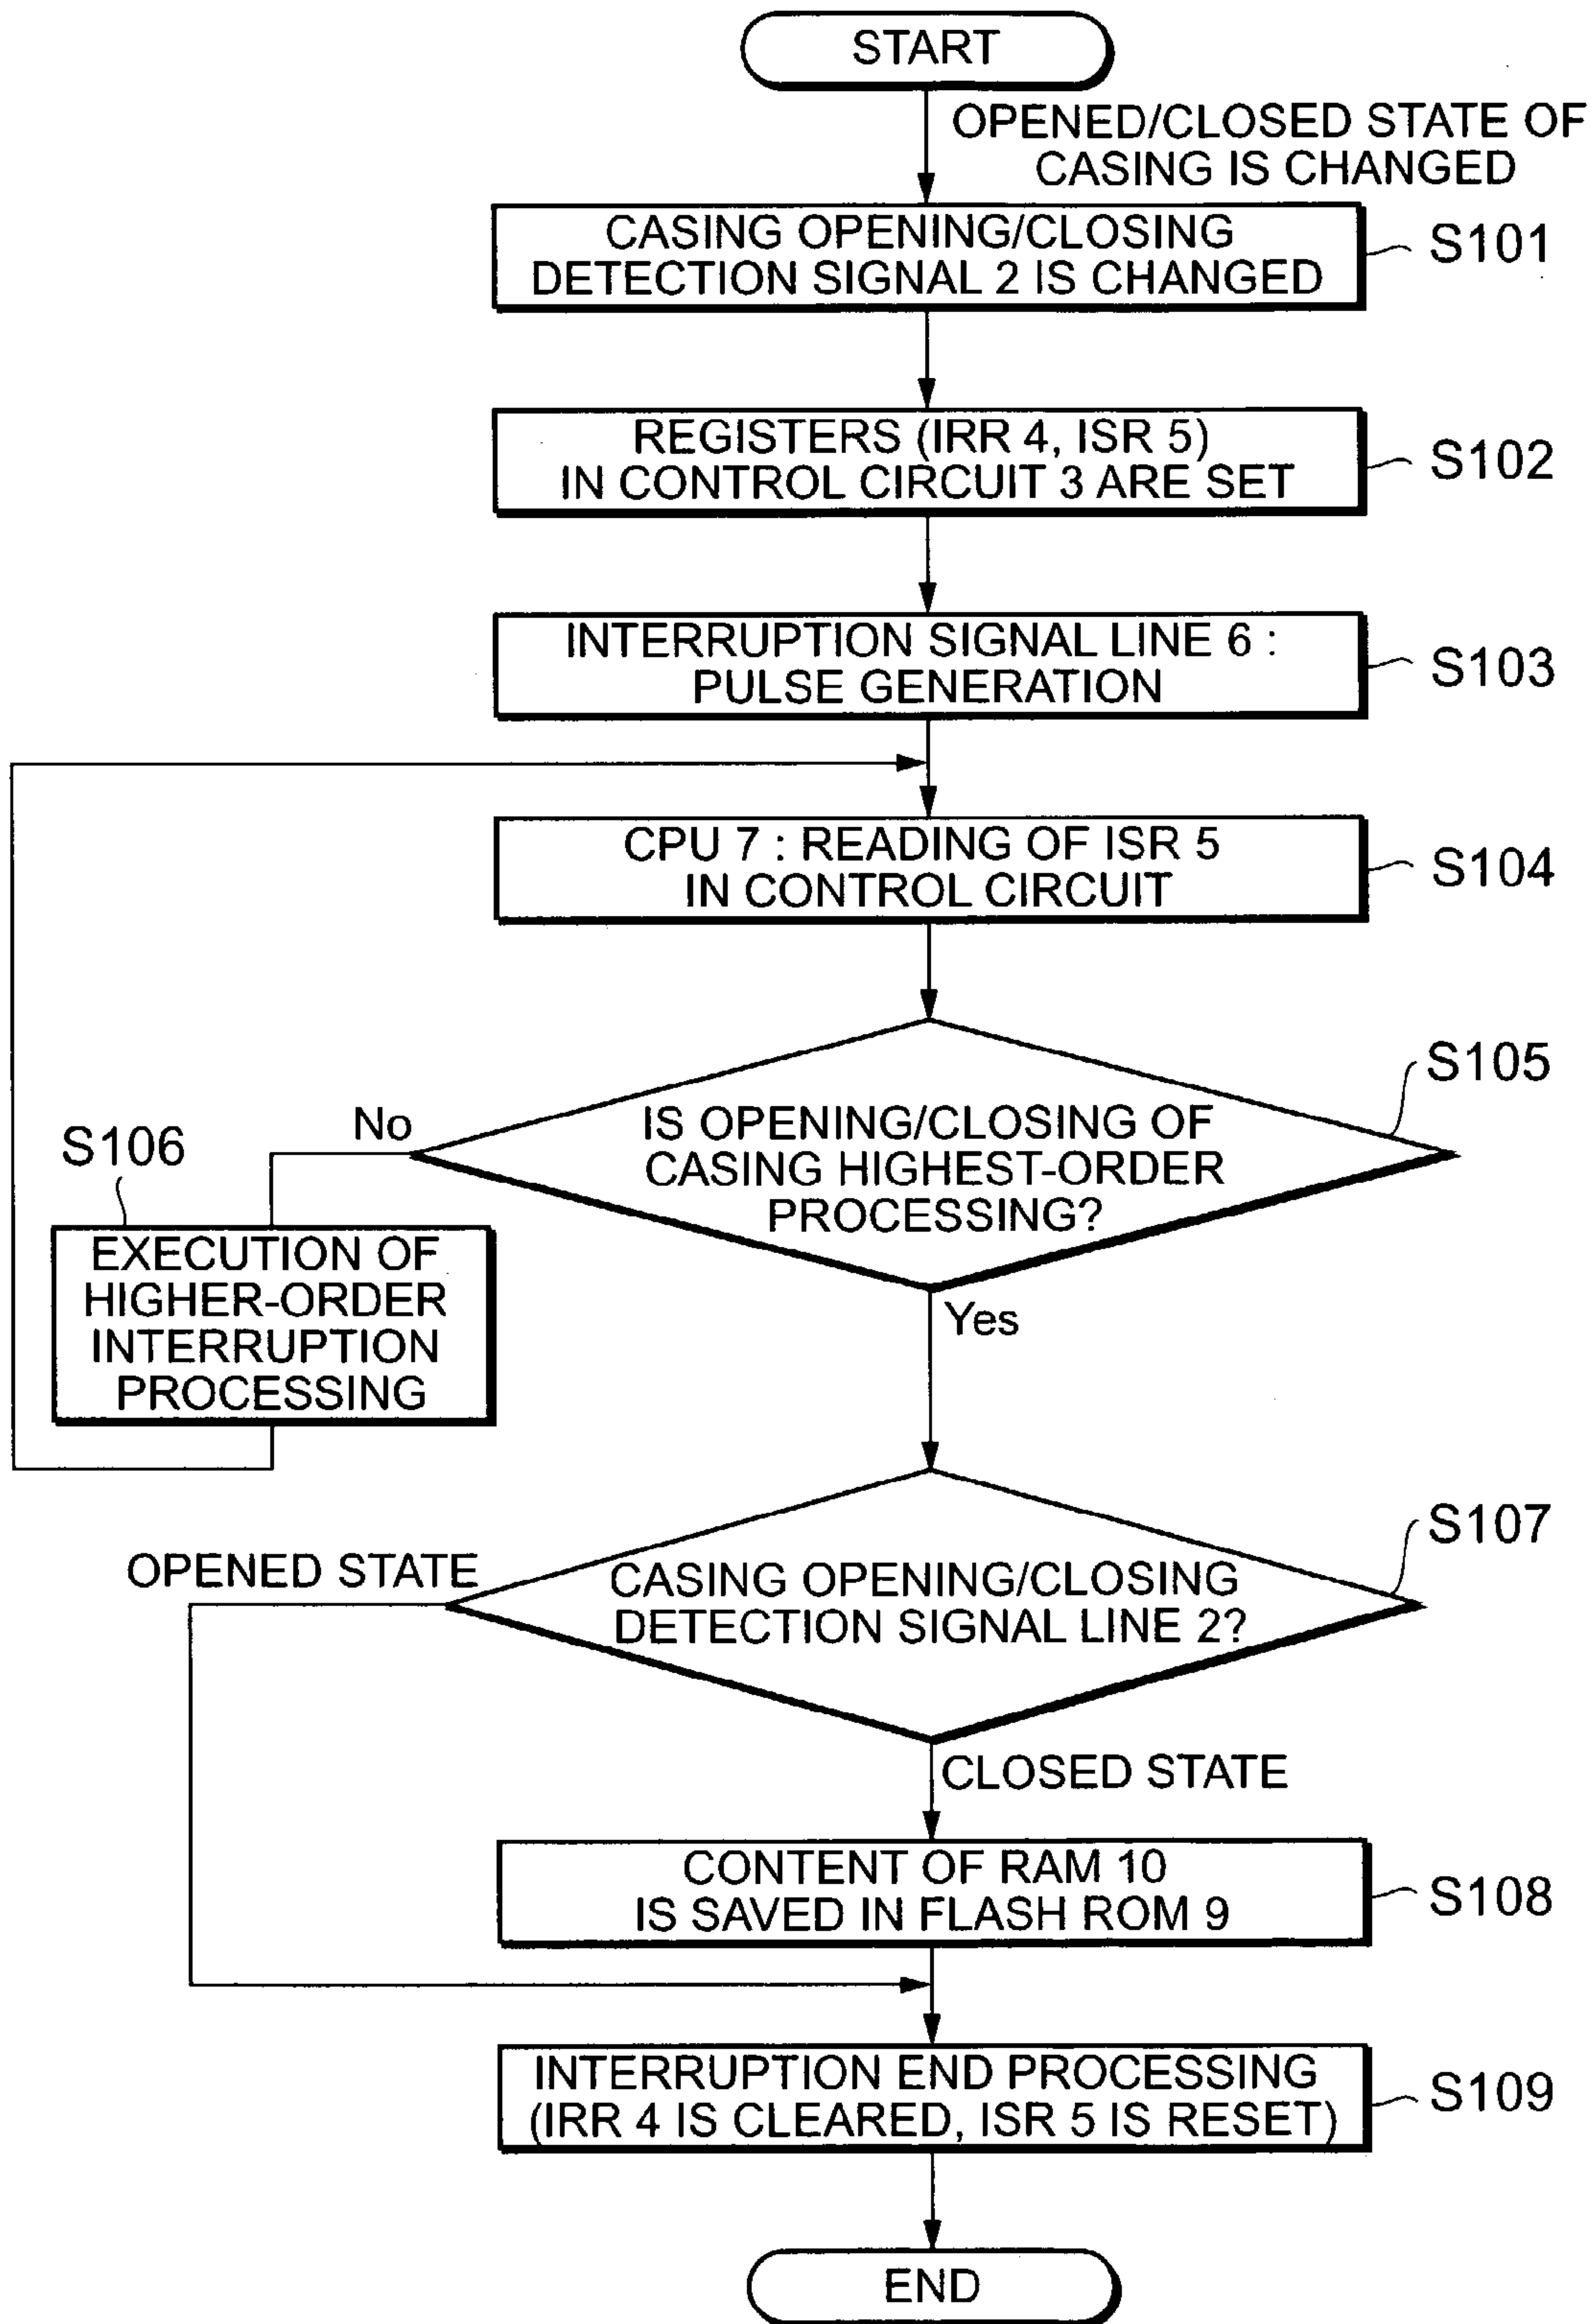 START
OPENED/CLOSED STATE OF
CASING IS CHANGED
CASING OPENING/CLOSING
DETECTION SIGNAL 2 IS CHANGED
S101
REGISTERS (IRR 4, ISR 5)
IN CONTROL CIRCUIT 3 ARE SET
S102
INTERRUPTION SIGNAL LINE 6 :
PULSE GENERATION
S103
CPU 7 : READING OF ISR 5
IN CONTROL CIRCUIT
S104
IS OPENING/CLOSING OF
CASING HIGHEST-ORDER
PROCESSING?
S105
No
S106
EXECUTION OF
HIGHER-ORDER
INTERRUPTION
PROCESSING
Yes
CASING OPENING/CLOSING
DETECTION SIGNAL LINE 2?
S107
OPENED STATE
CLOSED STATE
CONTENT OF RAM 10
IS SAVED IN FLASH ROM 9
S108
INTERRUPTION END PROCESSING
(IRR 4 IS CLEARED, ISR 5 IS RESET)
S109
END